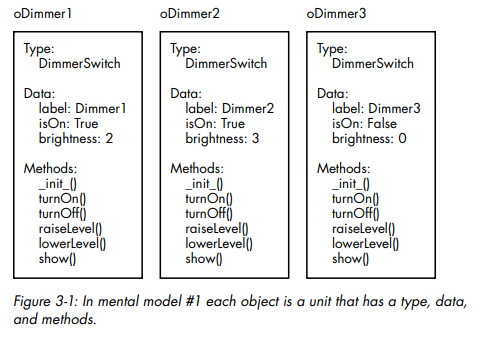 oDimmer1
Type:
DimmerSwitch
Data:
label: Dimmer1
isOn: True
brightness: 2
Methods:
_init_()
turnOn()
turnOff()
raiseLevel()
lowerLevel()
show()
oDimmer2
Type:
DimmerSwitch
Data:
label: Dimmer2
isOn: True
brightness: 3
Methods:
_init_()
turnOn()
turnOff()
raiseLevel()
lowerLevel()
show()
oDimmer3
Type:
DimmerSwitch
Data:
label: Dimmer3
isOn: False
brightness: 0
Methods:
_init_()
turnOn()
turnOff()
raiseLevel()
lowerLevel()
show()
Figure 3-1: In mental model #1 each object is a unit that has a type, data,
and methods.